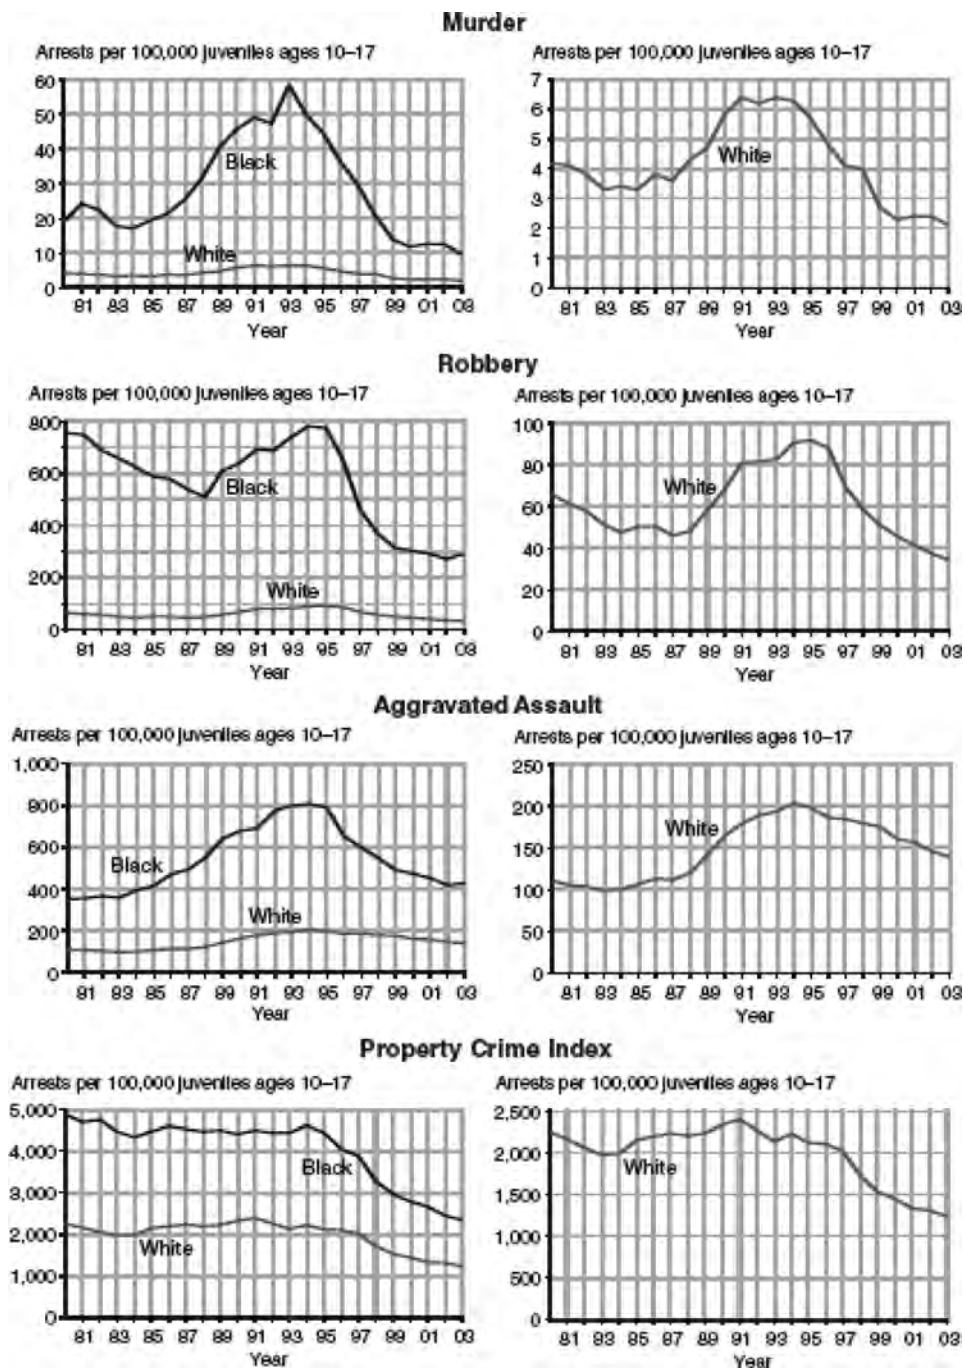 Murder
Arrests per 100,000 juveniles ages 10–17
60
50
40
30
20
10
0
Black
White
81 83 85 87 89 91 93 95 97 99 01 03
Year
Arrests per 100,000 juveniles ages 10–17
7
6
5
4
3
2
1
0
White
81 83 85 87 89 91 93 95 97 99 01 03
Year
Robbery
Arrests per 100,000 juveniles ages 10–17
800
600
400
200
0
Black
White
81 83 85 87 89 91 93 95 97 99 01 03
Year
Arrests per 100,000 juveniles ages 10–17
100
80
60
40
20
0
White
81 83 85 87 89 91 93 95 97 99 01 03
Year
Aggravated Assault
Arrests per 100,000 juveniles ages 10–17
1,000
800
600
400
200
0
Black
White
81 83 85 87 89 91 93 95 97 99 01 03
Year
Arrests per 100,000 juveniles ages 10–17
250
200
150
100
50
0
White
81 83 85 87 89 91 93 95 97 99 01 03
Year
Property Crime Index
Arrests per 100,000 juveniles ages 10–17
5,000
4,000
3,000
2,000
1,000
0
Black
White
81 83 85 87 89 91 93 95 97 99 01 03
Year
Arrests per 100,000 juveniles ages 10–17
2,500
2,000
1,500
1,000
500
0
White
81 83 85 87 89 91 93 95 97 99 01 03
Year